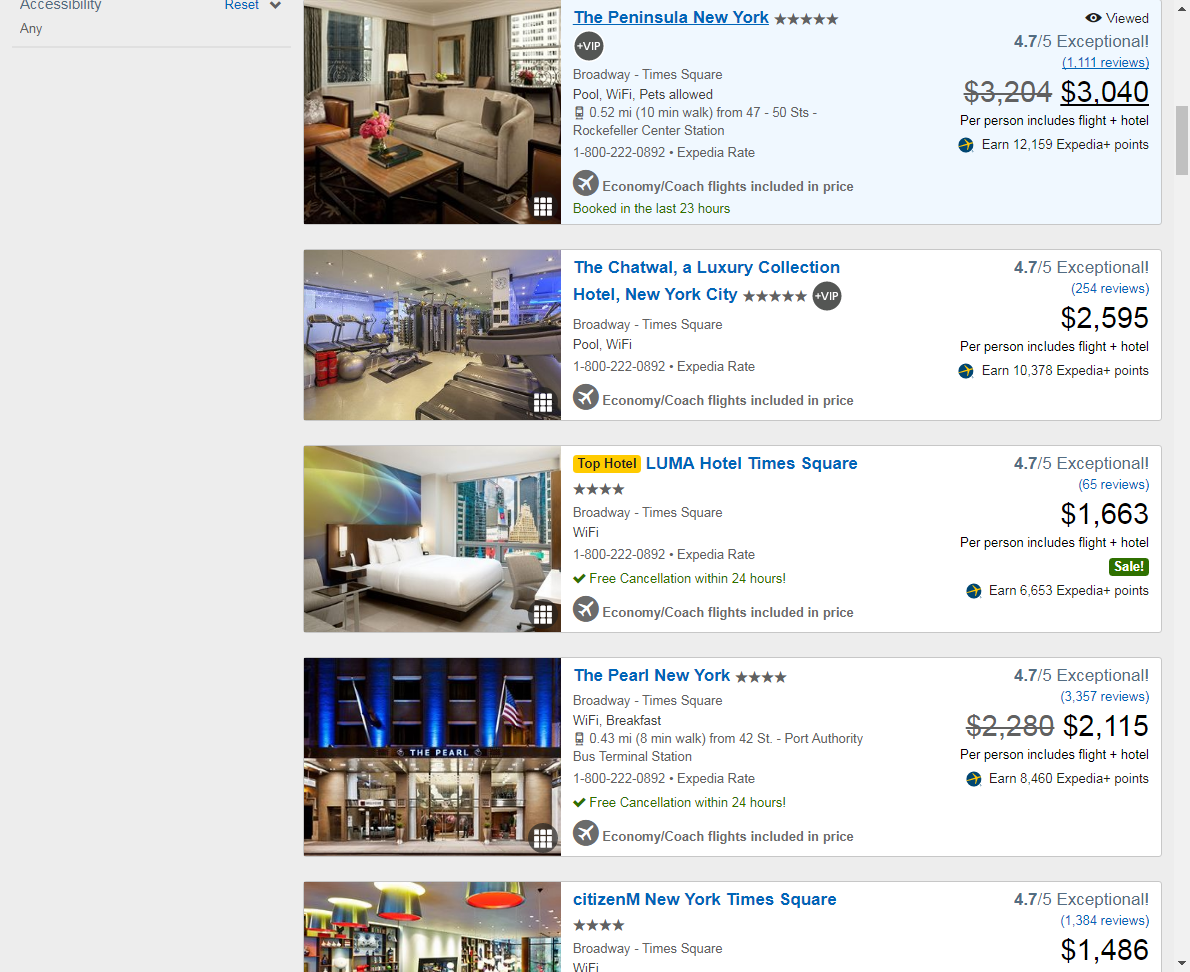 Accessibility
Reset
Any
The Peninsula New York
+VIP
Broadway - Times Square
Pool, WiFi, Pets allowed
0.52 mi (10 min walk) from 47 - 50 Sts -
Rockefeller Center Station
1-800-222-0892 • Expedia Rate
Economy/Coach flights included in price
Booked in the last 23 hours
Viewed
4.7/5 Exceptional!
(1,111 reviews)
$3,204 $3,040
Per person includes flight + hotel
Earn 12,159 Expedia+ points
The Chatwal, a Luxury Collection
Hotel, New York City +VIP
Broadway - Times Square
Pool, WiFi
1-800-222-0892 • Expedia Rate
Economy/Coach flights included in price
4.7/5 Exceptional!
(254 reviews)
$2,595
Per person includes flight + hotel
Earn 10,378 Expedia+ points
Top Hotel LUMA Hotel Times Square
Broadway - Times Square
WiFi
1-800-222-0892 • Expedia Rate
Free Cancellation within 24 hours!
Economy/Coach flights included in price
4.7/5 Exceptional!
(65 reviews)
$1,663
Per person includes flight + hotel
Sale!
Earn 6,653 Expedia+ points
THE PEARL
The Pearl New York
Broadway - Times Square
WiFi, Breakfast
0.43 mi (8 min walk) from 42 St. - Port Authority
Bus Terminal Station
1-800-222-0892 • Expedia Rate
Free Cancellation within 24 hours!
Economy/Coach flights included in price
4.7/5 Exceptional!
(3,357 reviews)
$2,280 $2,115
Per person includes flight + hotel
Earn 8,460 Expedia+ points
citizenM New York Times Square
Broadway - Times Square
WiFi
4.7/5 Exceptional!
(1,384 reviews)
$1,486